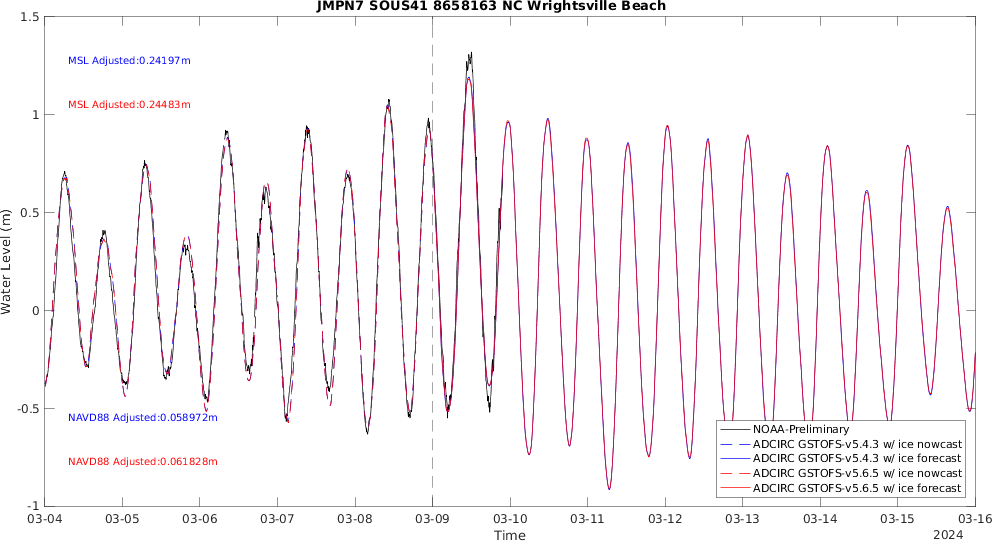 JMPN7 SOUS41 8658163 NC Wrightsville Beach
1.5
1
0.5
0
-0.5
-1
Water Level (m)
MSL Adjusted:0.24197m
MSL Adjusted:0.24483m
NAVD88 Adjusted:0.058972m
NAVD88 Adjusted:0.061828m
NOAA-Preliminary
ADCIRC GSTOFS-v5.4.3 w/ ice nowcast
ADCIRC GSTOFS-v5.4.3 w/ ice forecast
ADCIRC GSTOFS-v5.6.5 w/ ice nowcast
ADCIRC GSTOFS-v5.6.5 w/ ice forecast
03-04 03-05 03-06 03-07 03-08 03-09 03-10 03-11 03-12 03-13 03-14 03-15 03-16
Time
2024